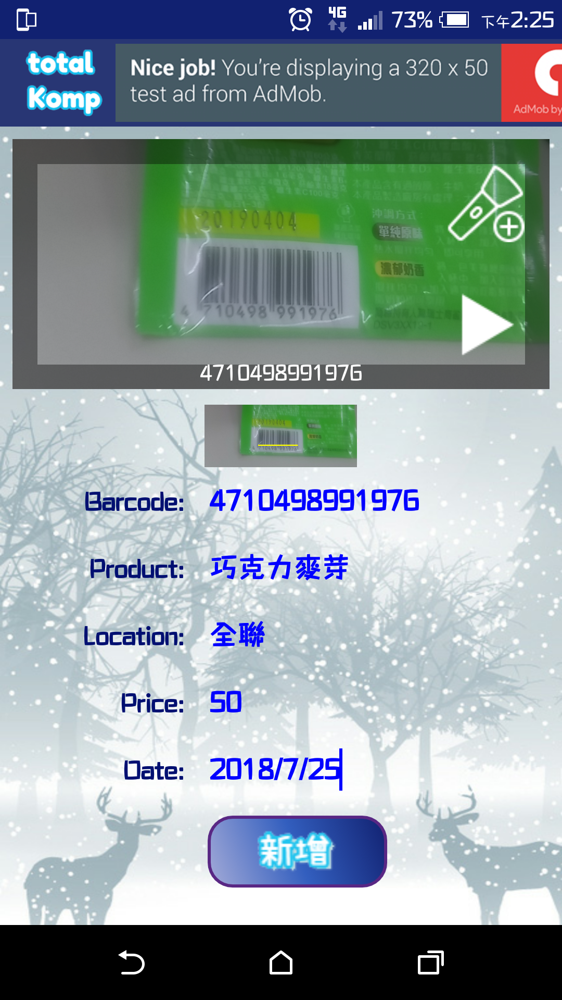 4G 73% 下午2:25
total
Komp
Nice job! You're displaying a 320 x 50
test ad from AdMob.
AdMob by
20190404
沖調方式:
單純原味
濃郁奶香
4 710498 991976
4710498991976
Barcode: 4710498991976
Product: 巧克力麥芽
Location: 全聯
Price: 50
Date: 2018/7/25
新增